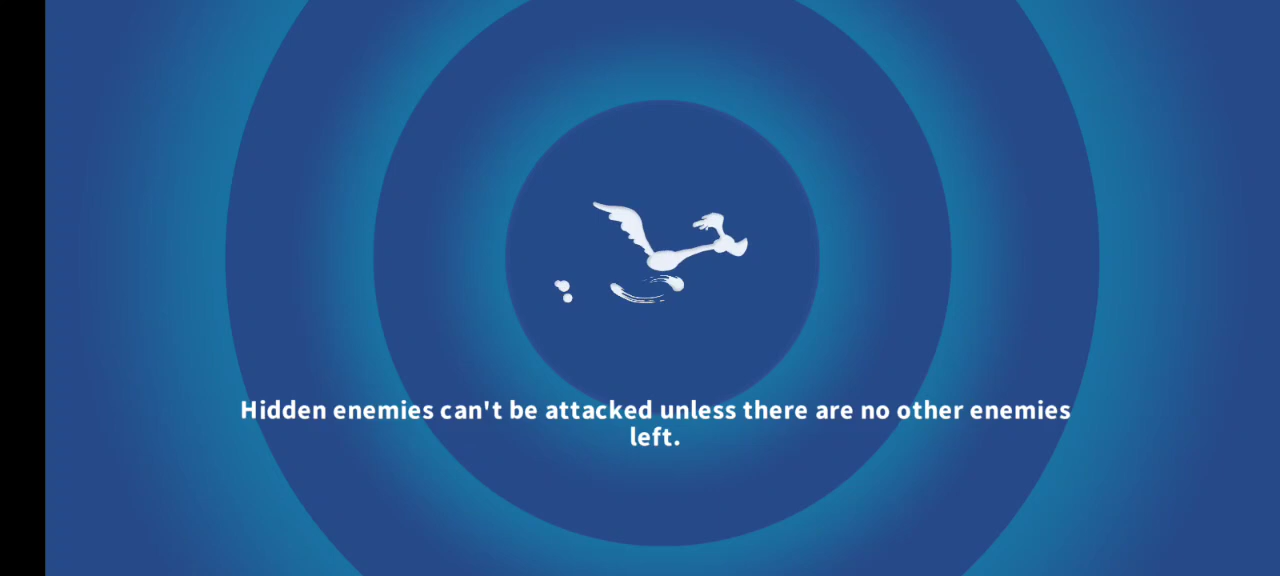 Hidden enemies can't be attacked unless there are no other enemies
left.